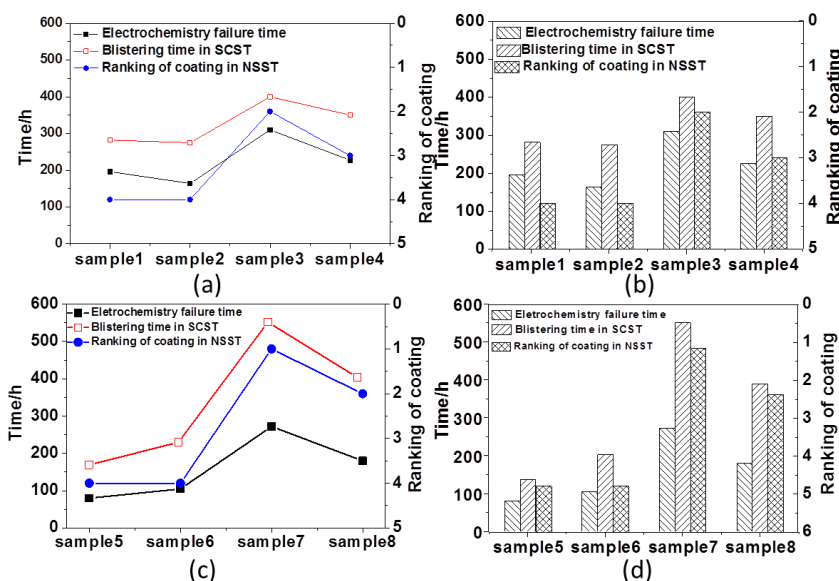 600
500
400
300
200
100
0
Time/h
Electrochemistry failure time
Blistering time in SCST
Ranking of coating in NSST
0
1
2
3
4
5
Ranking of coating
sample1 sample2 sample3 sample4
(a)
600
500
400
300
200
100
0
Time/h
Electrochemistry failure time
Blistering time in SCST
Ranking of coating in NSST
0
1
2
3
4
5
Ranking of coating
sample1 sample2 sample3 sample4
(b)
600
500
400
300
200
100
0
Time/h
Eletrochemistry failure time
Blistering time in SCST
Ranking of coating in NSST
0
1
2
3
4
5
Ranking of coating
sample5 sample6 sample7 sample8
(c)
600
500
400
300
200
100
0
Time/h
Eletrochemistry failure time
Blistering time in SCST
Ranking of coating in NSST
0
1
2
3
4
5
6
Ranking of coating
sample5 sample6 sample7 sample8
(d)